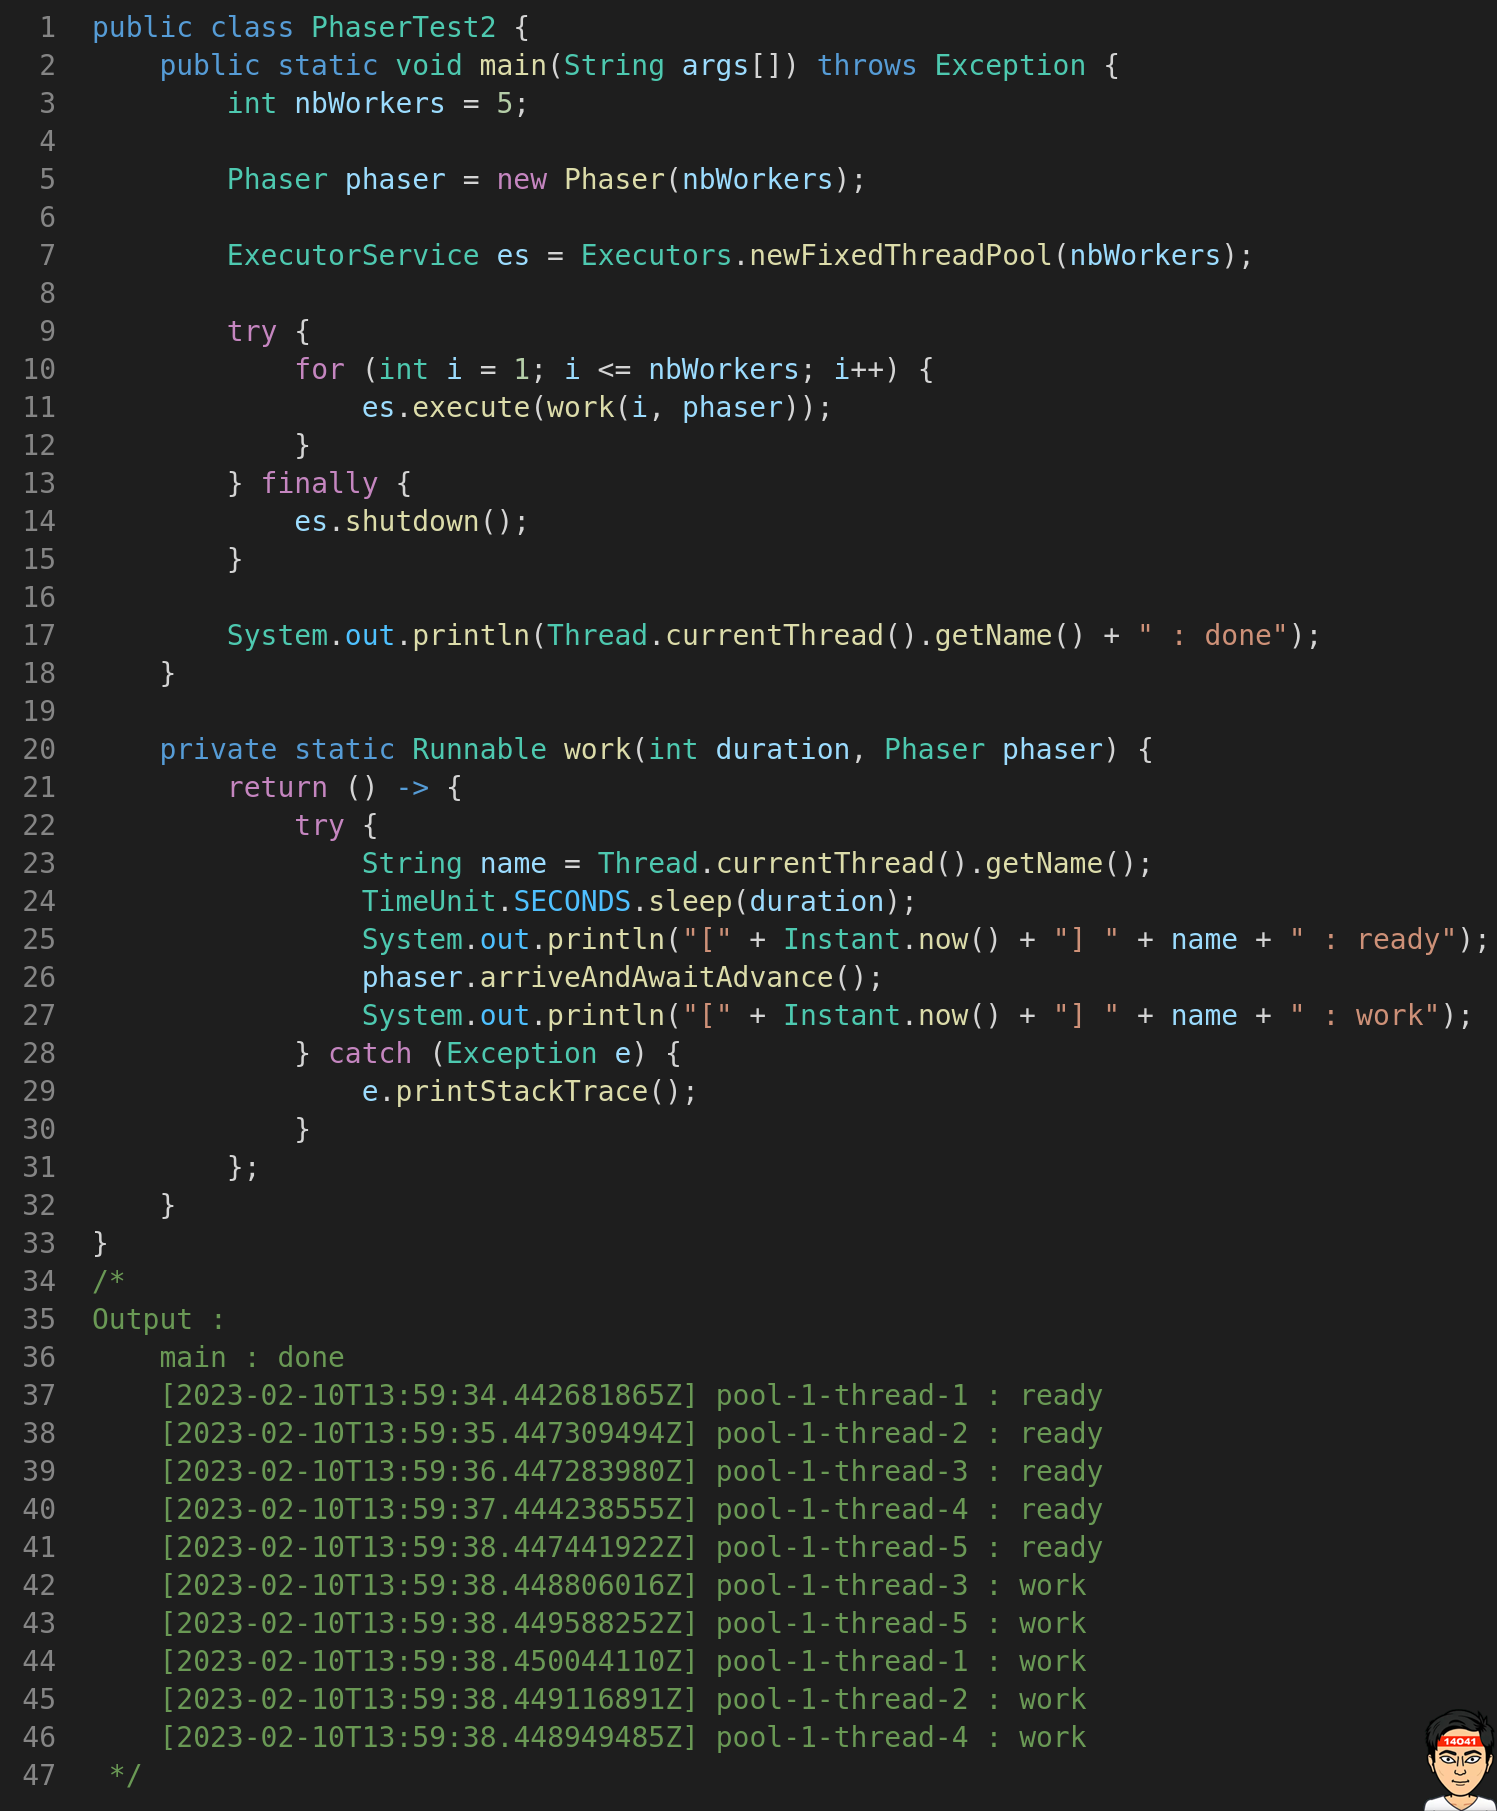 1 public class PhaserTest2 {
2     public static void main(String args[]) throws Exception {
3         int nbWorkers = 5;
4
5         Phaser phaser = new Phaser(nbWorkers);
6
7         ExecutorService es = Executors.newFixedThreadPool(nbWorkers);
8
9         try {
10             for (int i = 1; i <= nbWorkers; i++) {
11                 es.execute(work(i, phaser));
12             }
13         } finally {
14             es.shutdown();
15         }
16
17         System.out.println(Thread.currentThread().getName() + " : done");
18     }
19
20     private static Runnable work(int duration, Phaser phaser) {
21         return () -> {
22             try {
23                 String name = Thread.currentThread().getName();
24                 TimeUnit.SECONDS.sleep(duration);
25                 System.out.println("[" + Instant.now() + "] " + name + " : ready");
26                 phaser.arriveAndAwaitAdvance();
27                 System.out.println("[" + Instant.now() + "] " + name + " : work");
28             } catch (Exception e) {
29                 e.printStackTrace();
30             }
31         };
32     }
33 }
34 /*
35 Output :
36     main : done
37     [2023-02-10T13:59:34.442681865Z] pool-1-thread-1 : ready
38     [2023-02-10T13:59:35.447309494Z] pool-1-thread-2 : ready
39     [2023-02-10T13:59:36.447283980Z] pool-1-thread-3 : ready
40     [2023-02-10T13:59:37.444238555Z] pool-1-thread-4 : ready
41     [2023-02-10T13:59:38.447441922Z] pool-1-thread-5 : ready
42     [2023-02-10T13:59:38.448806016Z] pool-1-thread-3 : work
43     [2023-02-10T13:59:38.449588252Z] pool-1-thread-5 : work
44     [2023-02-10T13:59:38.450044110Z] pool-1-thread-1 : work
45     [2023-02-10T13:59:38.449116891Z] pool-1-thread-2 : work
46     [2023-02-10T13:59:38.448949485Z] pool-1-thread-4 : work
14041
47  */